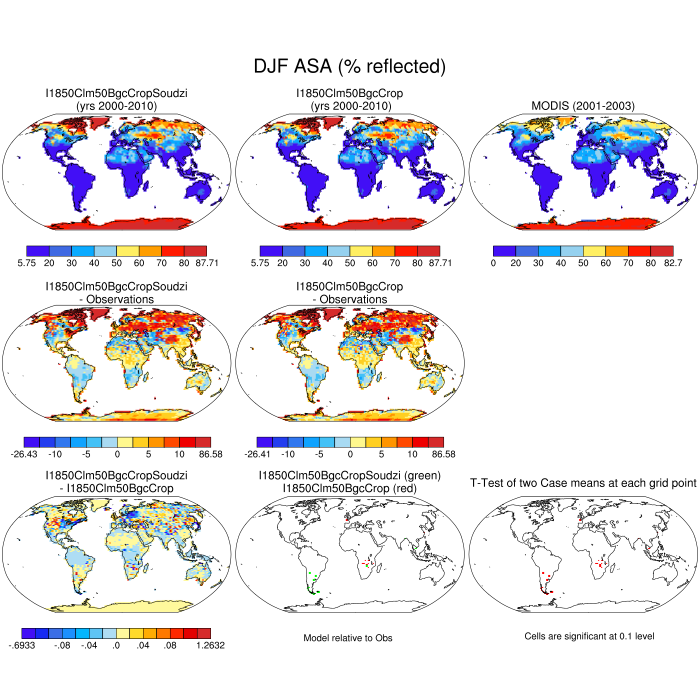 DJF ASA (% reflected)
I1850Clm50BgcCropSoudzi
(yrs 2000-2010)
I1850Clm50BgcCrop
(yrs 2000-2010)
MODIS (2001-2003)
5.75 20 30 40 50 60 70 80 87.71
5.75 20 30 40 50 60 70 80 87.71
0 20 30 40 50 60 70 80 82.7
I1850Clm50BgcCropSoudzi
- Observations
I1850Clm50BgcCrop
- Observations
-26.43 -10 -5 0 5 10 86.58
-26.41 -10 -5 0 5 10 86.58
I1850Clm50BgcCropSoudzi
- I1850Clm50BgcCrop
I1850Clm50BgcCropSoudzi (green)
I1850Clm50BgcCrop (red)
T-Test of two Case means at each grid point
-.6933 -.08 -.04 .0 .04 .08 1.2632
Model relative to Obs
Cells are significant at 0.1 level